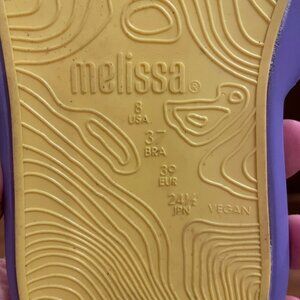 melissa®
8
USA
37
BRA
39
EUR
24½
JPN VEGAN